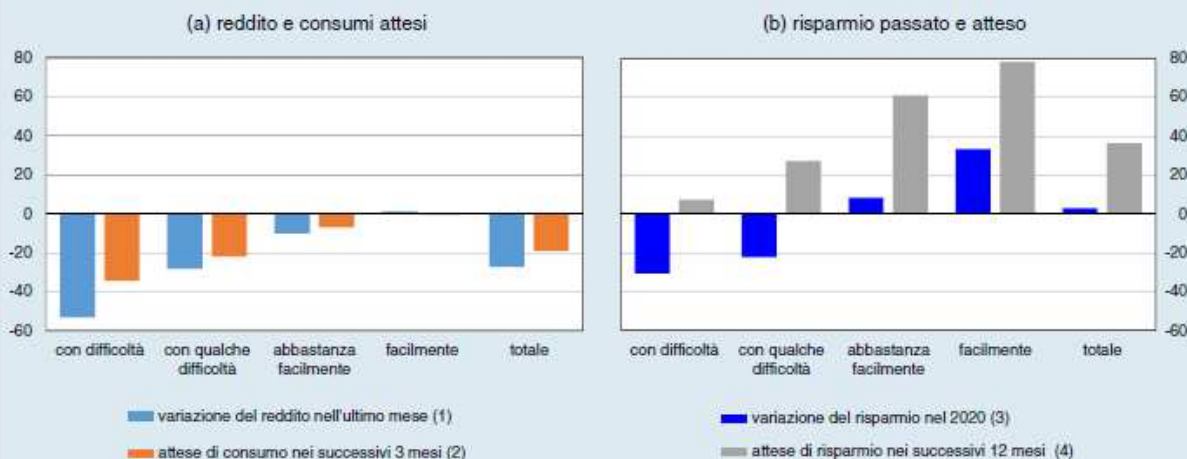 (a) reddito e consumi attesi
80
60
40
20
0
-20
-40
-60
con difficoltà
con qualche
difficoltà
abbastanza
facilmente
facilmente
totale
variazione del reddito nell'ultimo mese (1)
attese di consumo nei successivi 3 mesi (2)
(b) risparmio passato e atteso
80
60
40
20
0
-20
-40
-60
con difficoltà
con qualche
difficoltà
abbastanza
facilmente
facilmente
totale
variazione del risparmio nel 2020 (3)
attese di risparmio nei successivi 12 mesi (4)